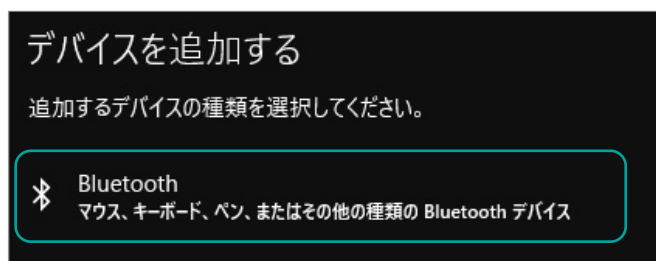 デバイスを追加する
追加するデバイスの種類を選択してください。
Bluetooth
マウス、キーボード、ペン、またはその他の種類の Bluetooth デバイス